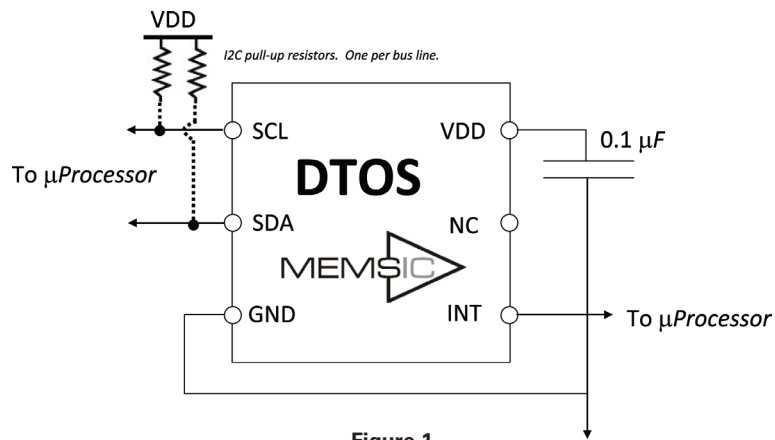 VDD
I2C pull-up resistors. One per bus line.
SCL
VDD
0.1 µF
To µProcessor
DTOS
SDA
NC
MEMSIC
GND
INT
To µProcessor
Figure 1